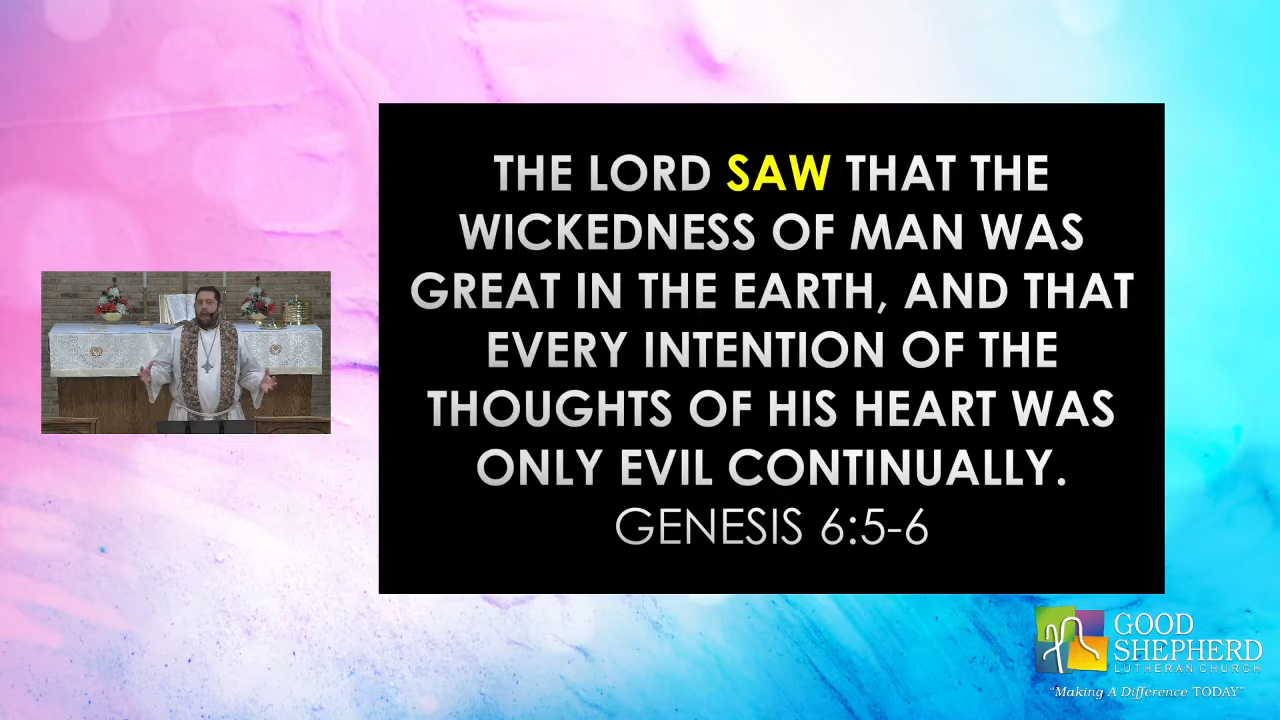 THE LORD SAW THAT THE
WICKEDNESS OF MAN WAS
GREAT IN THE EARTH, AND THAT
EVERY INTENTION OF THE
THOUGHTS OF HIS HEART WAS
ONLY EVIL CONTINUALLY.
GENESIS 6:5-6
GOOD
SHEPHERD
LUTHERAN CHURCH
"Making A Difference TODAY"